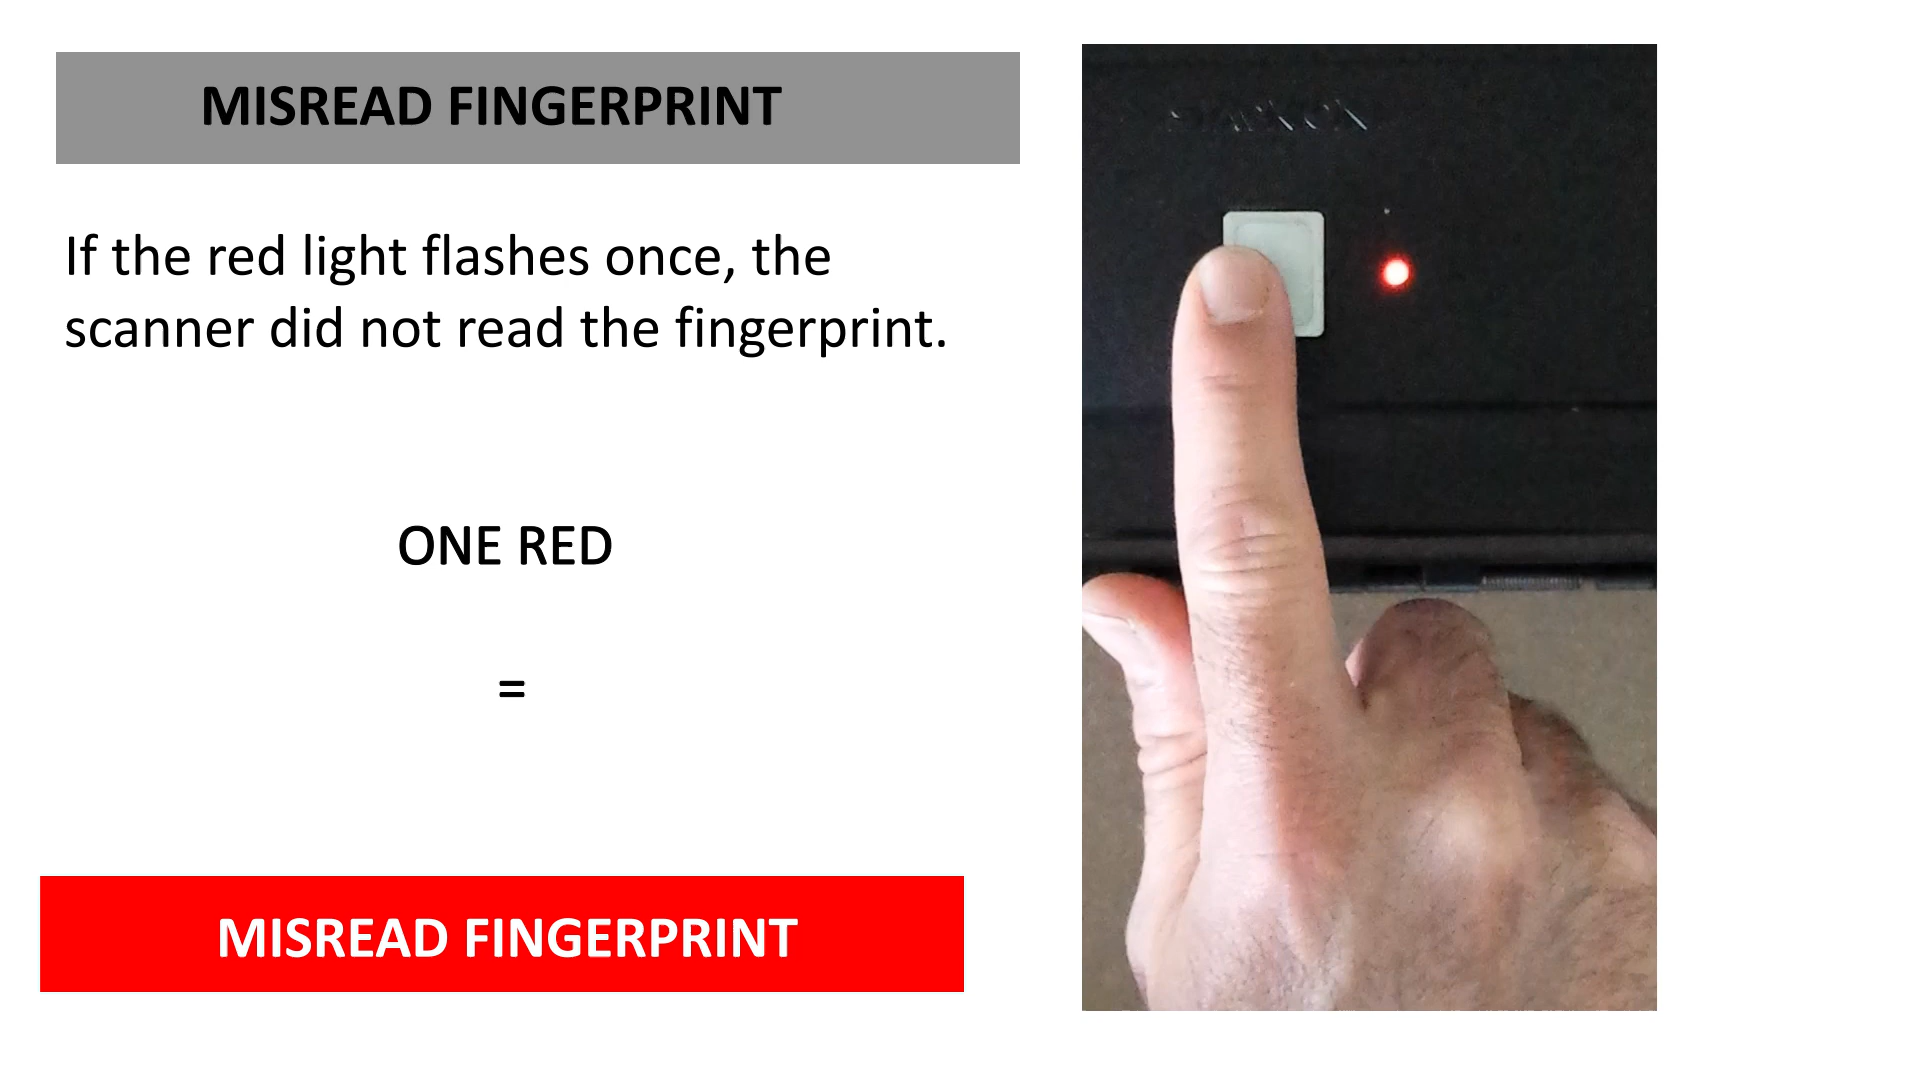 MISREAD FINGERPRINT
If the red light flashes once, the
scanner did not read the fingerprint.
ONE RED
=
MISREAD FINGERPRINT